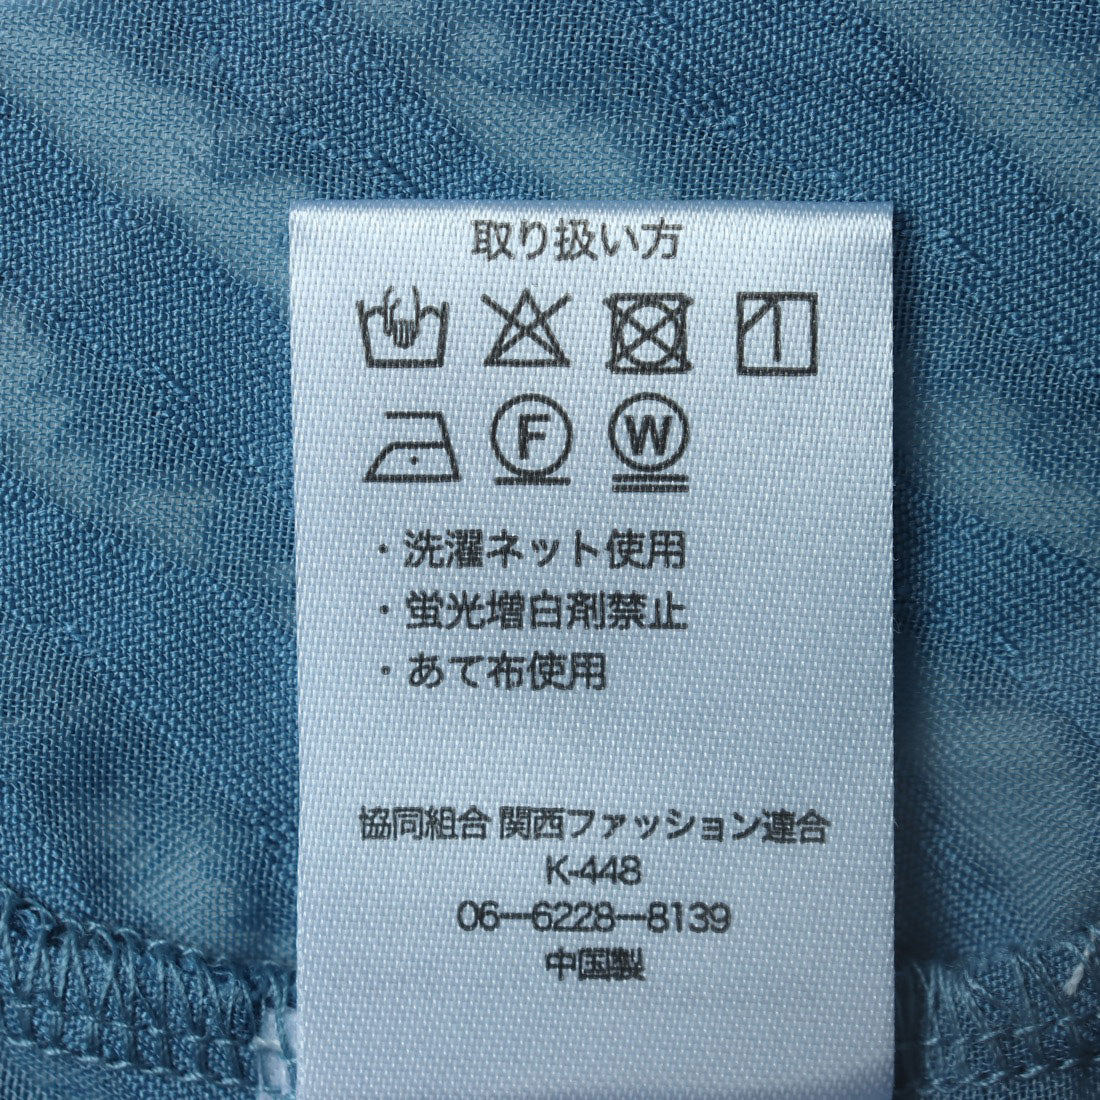 取り扱い方
F W
・洗濯ネット使用
・蛍光増白剤禁止
・あて布使用
協同組合 関西ファッション連合
K-448
06-6228-8139
中国製